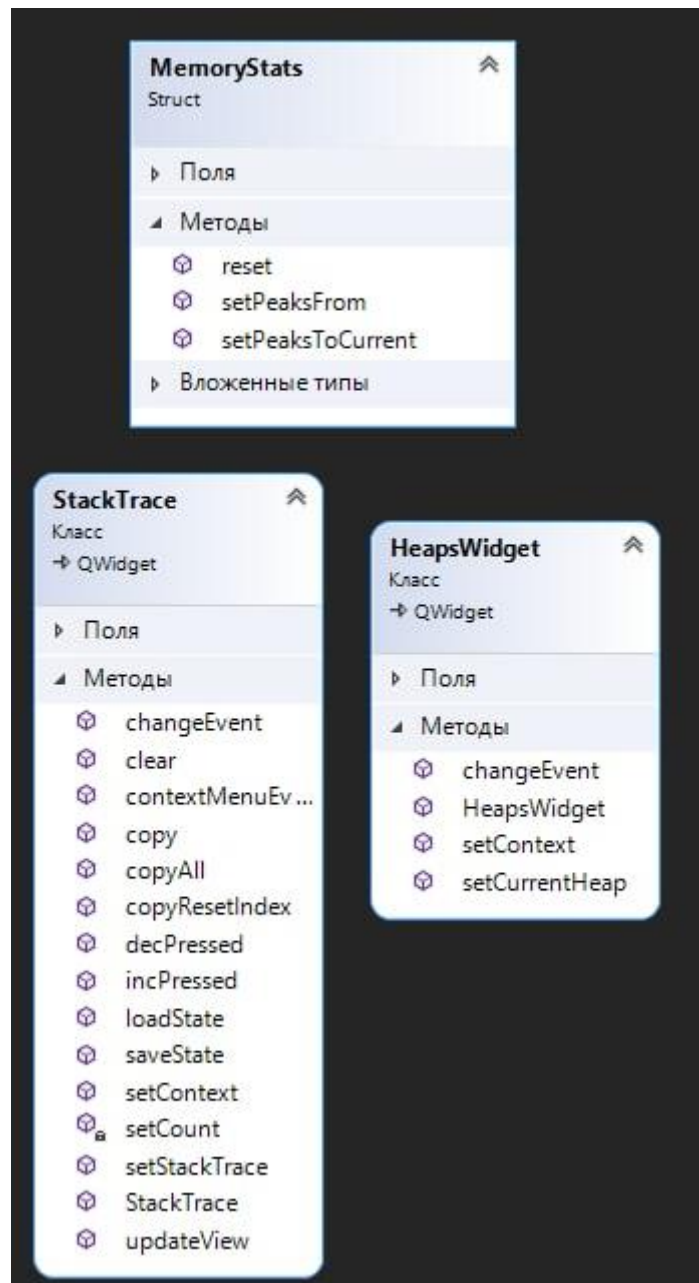 MemoryStats
Struct
Поля
Методы
reset
setPeaksFrom
setPeaksToCurrent
Вложенные типы
StackTrace
Класс
QWidget
Поля
Методы
changeEvent
clear
contextMenuEv...
copy
copyAll
copyResetIndex
decPressed
incPressed
loadState
saveState
setContext
setCount
setStackTrace
StackTrace
updateView
HeapsWidget
Класс
QWidget
Поля
Методы
changeEvent
HeapsWidget
setContext
setCurrentHeap